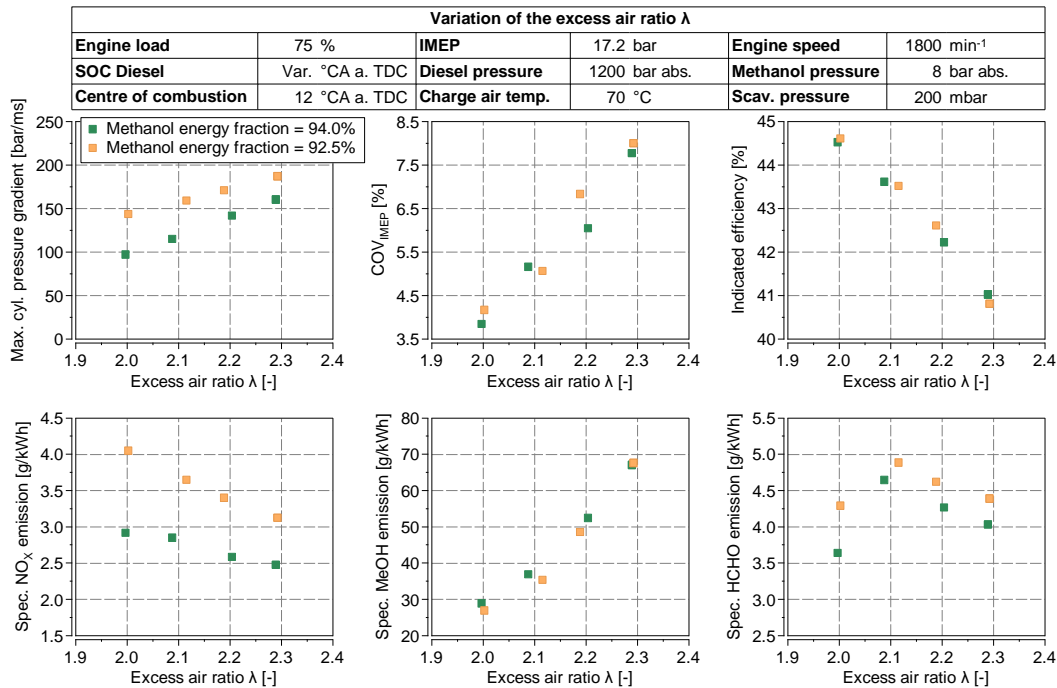 Variation of the excess air ratio λ
Engine load 75 % IMEP 17.2 bar Engine speed 1800 min-1
SOC Diesel Var. °CA a. TDC Diesel pressure 1200 bar abs. Methanol pressure 8 bar abs.
Centre of combustion 12 °CA a. TDC Charge air temp. 70 °C Scav. pressure 200 mbar
Methanol energy fraction = 94.0%
Methanol energy fraction = 92.5%
Max. cyl. pressure gradient [bar/ms]
250
200
150
100
50
0
1.9 2.0 2.1 2.2 2.3 2.4
Excess air ratio λ [-]
COVIMEP [%]
8.5
7.5
6.5
5.5
4.5
3.5
1.9 2.0 2.1 2.2 2.3 2.4
Excess air ratio λ [-]
Indicated efficiency [%]
45
44
43
42
41
40
1.9 2.0 2.1 2.2 2.3 2.4
Excess air ratio λ [-]
Spec. NOX emission [g/kWh]
4.5
4.0
3.5
3.0
2.5
2.0
1.5
1.9 2.0 2.1 2.2 2.3 2.4
Excess air ratio λ [-]
Spec. MeOH emission [g/kWh]
80
70
60
50
40
30
20
1.9 2.0 2.1 2.2 2.3 2.4
Excess air ratio λ [-]
Spec. HCHO emission [g/kWh]
5.5
5.0
4.5
4.0
3.5
3.0
2.5
1.9 2.0 2.1 2.2 2.3 2.4
Excess air ratio λ [-]